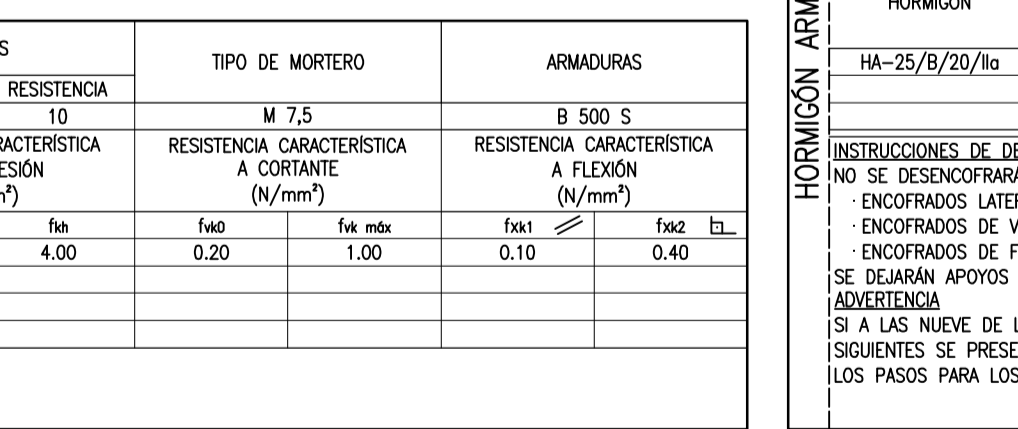 S
TIPO DE MORTERO
ARMADURAS
RESISTENCIA
10
M 7,5
B 500 S
RESISTENCIA CARACTERÍSTICA
A CORTANTE
(N/mm²)
RESISTENCIA CARACTERÍSTICA
A FLEXIÓN
(N/mm²)
fkh
fvk0
fvk máx
fxk1
fxk2
4.00
0.20
1.00
0.10
0.40
HORMIGÓN
HA-25/B/20/IIa
INSTRUCCIONES DE
NO SE
· ENCOFRADOS
· ENCOFRADOS DE
· ENCOFRADOS DE
SE DEJARÁN APOYOS
ADVERTENCIA
SI A LAS NUEVE DE
SIGUIENTES SE
LOS PASOS PARA LOS